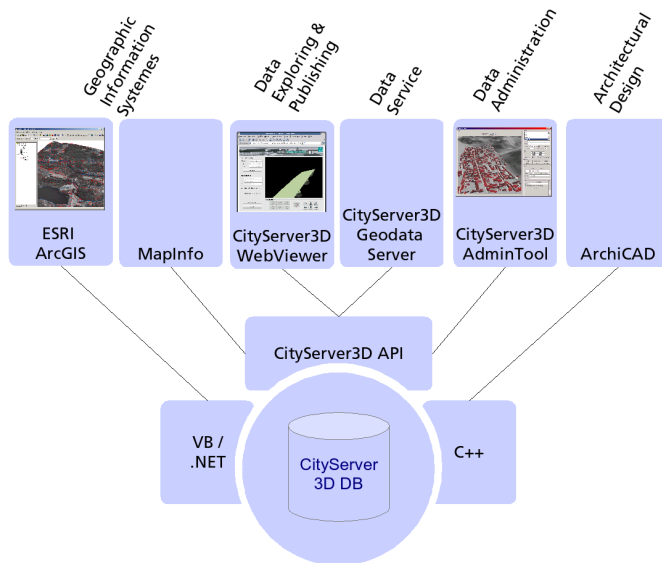 Geographic
Information
Systemes
Data
Exploring &
Publishing
Data
Service
Data
Administration
Architectural
Design
ESRI
ArcGIS
MapInfo
CityServer3D
WebViewer
CityServer3D
Geodata
Server
CityServer3D
AdminTool
ArchiCAD
CityServer3D API
VB /
.NET
CityServer
3D DB
C++